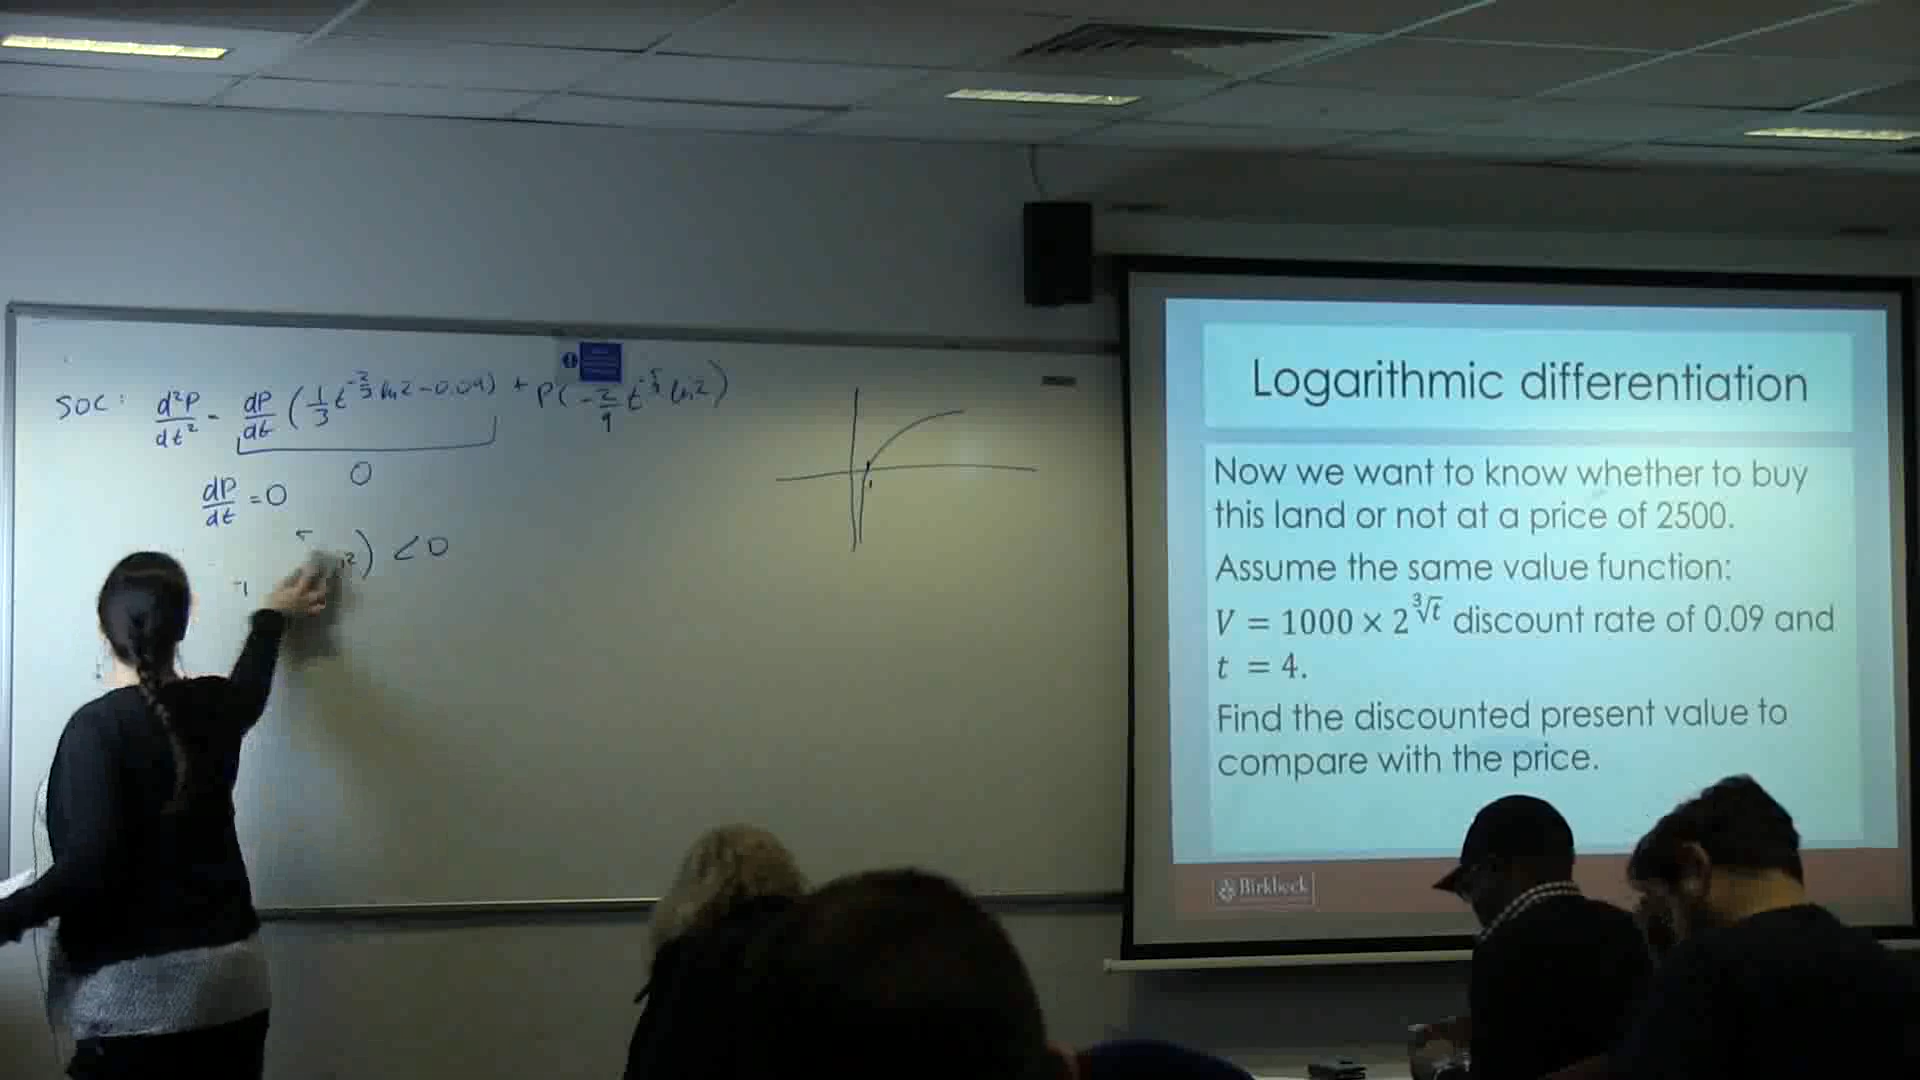 SOC: d²P/dt² = dP/dt (1/3 t^(-2/3) ln2 - 0.09) + P(-2/9 t^(-5/3) ln2)
0
dP/dt = 0
) < 0
Logarithmic differentiation
Now we want to know whether to buy
this land or not at a price of 2500.
Assume the same value function:
V = 1000 × 2^∛t discount rate of 0.09 and
t = 4.
Find the discounted present value to
compare with the price.
Birkbeck